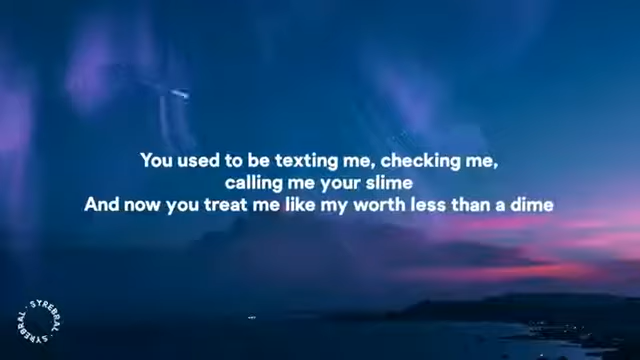 You used to be texting me, checking me,
calling me your slime
And now you treat me like my worth less than a dime
SYREBRAL · SYREBRAL ·